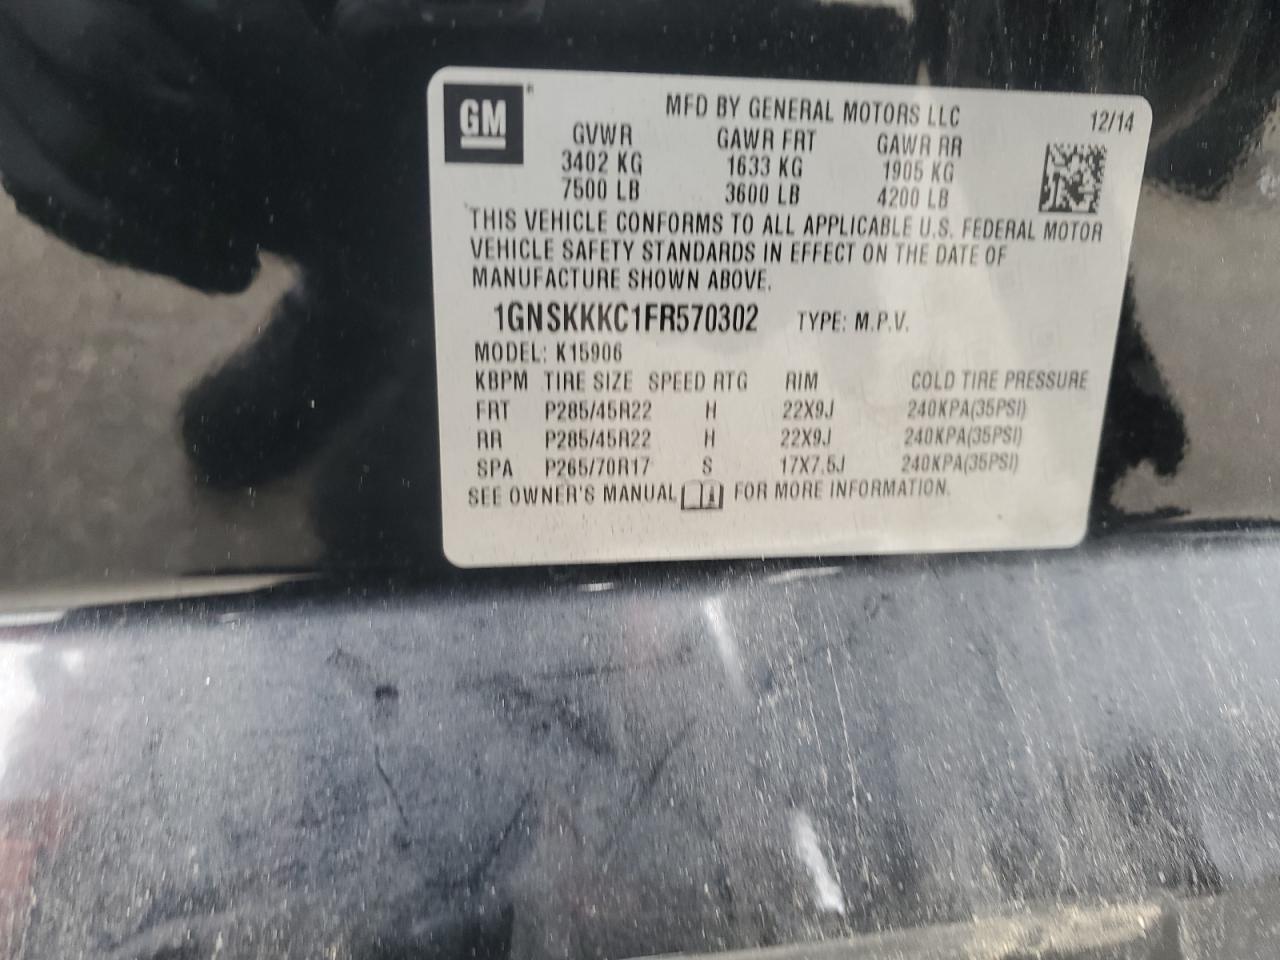 GM
MFD BY GENERAL MOTORS LLC 12/14
GVWR GAWR FRT GAWR RR
3402 KG 1633 KG 1905 KG
7500 LB 3600 LB 4200 LB
THIS VEHICLE CONFORMS TO ALL APPLICABLE U.S. FEDERAL MOTOR
VEHICLE SAFETY STANDARDS IN EFFECT ON THE DATE OF
MANUFACTURE SHOWN ABOVE.
1GNSKKKC1FR570302 TYPE: M.P.V.
MODEL: K15906
KBPM TIRE SIZE SPEED RTG RIM COLD TIRE PRESSURE
FRT P285/45R22 H 22X9J 240KPA(35PSI)
RR P285/45R22 H 22X9J 240KPA(35PSI)
SPA P265/70R17 S 17X7.5J 240KPA(35PSI)
SEE OWNER'S MANUAL FOR MORE INFORMATION.